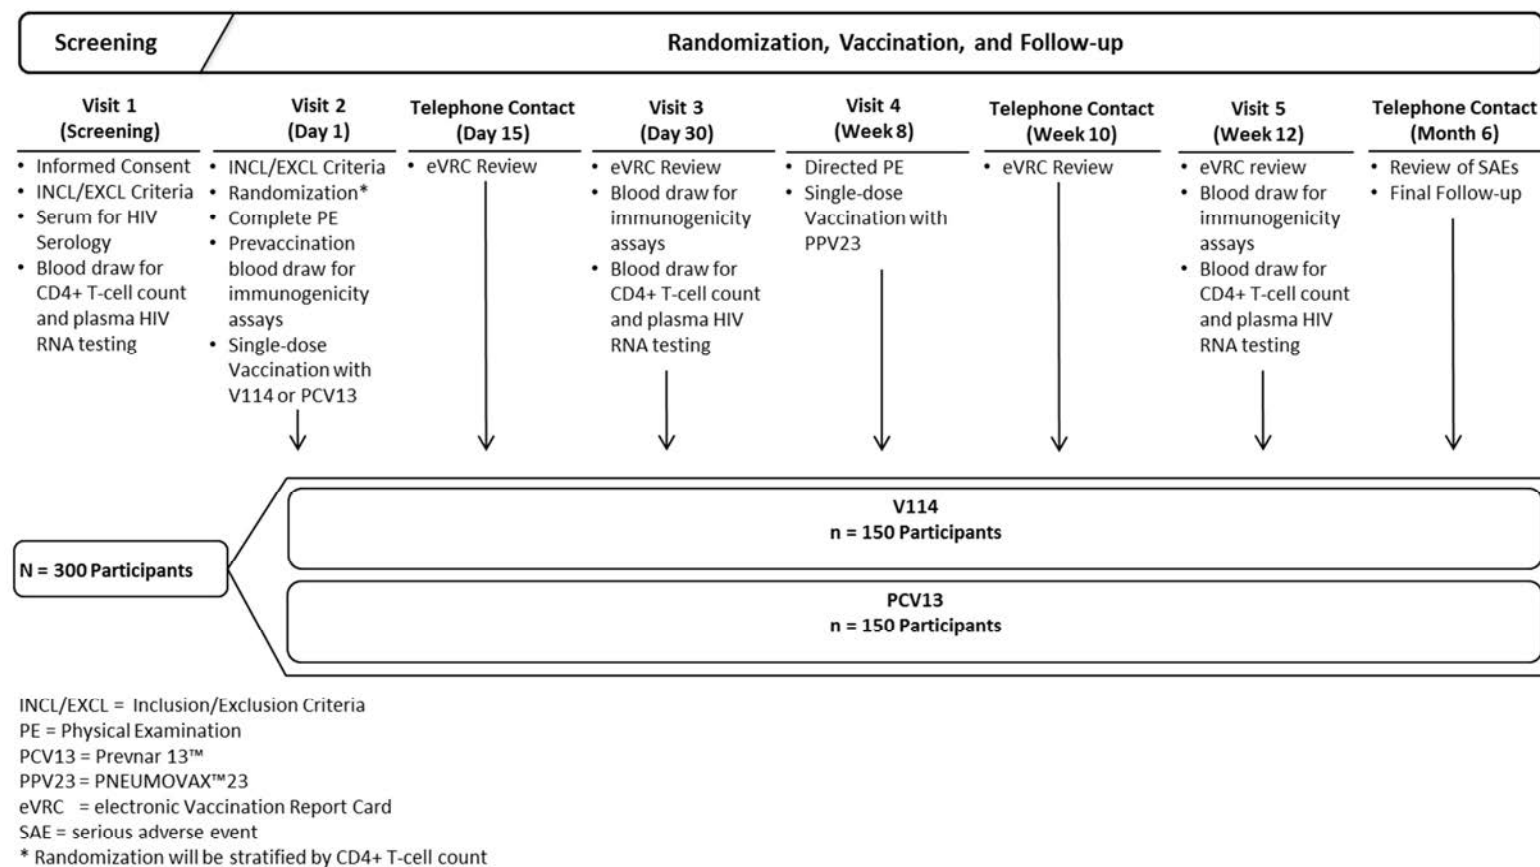 Screening
Randomization, Vaccination, and Follow-up
Visit 1
(Screening)
• Informed Consent
• INCL/EXCL Criteria
• Serum for HIV
Serology
• Blood draw for
CD4+ T-cell count
and plasma HIV
RNA testing
Visit 2
(Day 1)
• INCL/EXCL Criteria
• Randomization*
• Complete PE
• Prevaccination
blood draw for
immunogenicity
assays
• Single-dose
Vaccination with
V114 or PCV13
Telephone Contact
(Day 15)
• eVRC Review
Visit 3
(Day 30)
• eVRC Review
• Blood draw for
immunogenicity
assays
• Blood draw for
CD4+ T-cell count
and plasma HIV
RNA testing
Visit 4
(Week 8)
• Directed PE
• Single-dose
Vaccination with
PPV23
Telephone Contact
(Week 10)
• eVRC Review
Visit 5
(Week 12)
• eVRC review
• Blood draw for
immunogenicity
assays
• Blood draw for
CD4+ T-cell count
and plasma HIV
RNA testing
Telephone Contact
(Month 6)
• Review of SAEs
• Final Follow-up
N = 300 Participants
V114
n = 150 Participants
PCV13
n = 150 Participants
INCL/EXCL = Inclusion/Exclusion Criteria
PE = Physical Examination
PCV13 = Prevnar 13™
PPV23 = PNEUMOVAX™23
eVRC = electronic Vaccination Report Card
SAE = serious adverse event
* Randomization will be stratified by CD4+ T-cell count